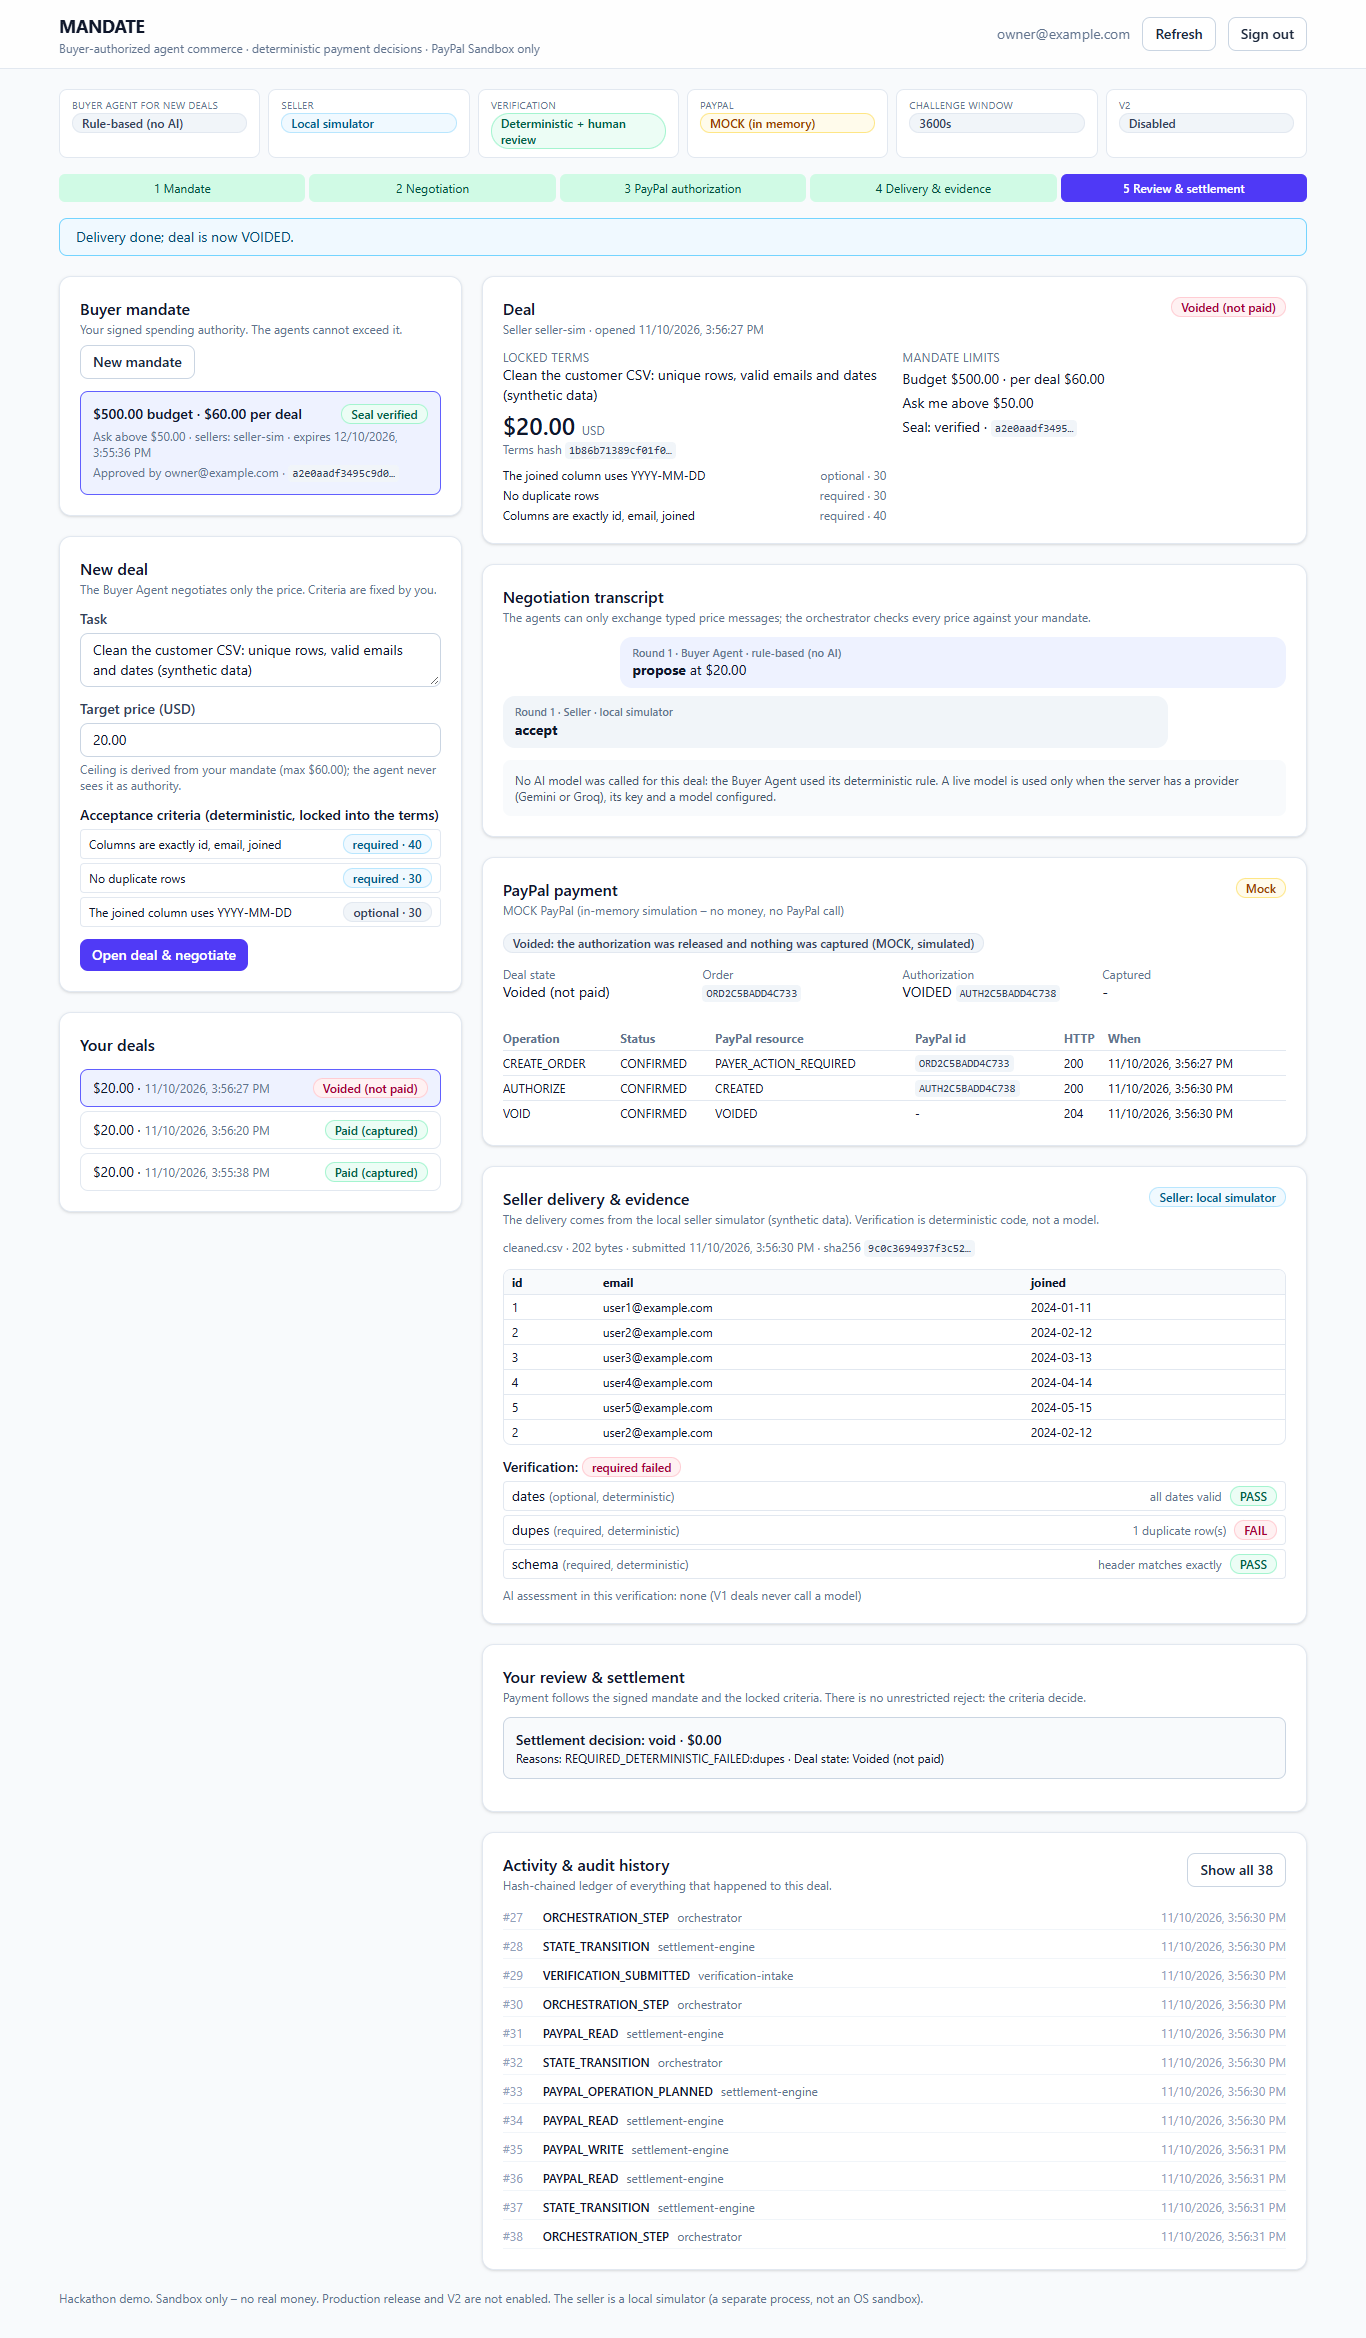 MANDATE
Buyer-authorized agent commerce · deterministic payment decisions · PayPal Sandbox only
owner@example.com
Refresh
Sign out
BUYER AGENT FOR NEW DEALS
Rule-based (no AI)
SELLER
Local simulator
VERIFICATION
Deterministic + human
review
PAYPAL
MOCK (in memory)
CHALLENGE WINDOW
3600s
V2
Disabled
1 Mandate
2 Negotiation
3 PayPal authorization
4 Delivery & evidence
5 Review & settlement
Delivery done; deal is now VOIDED.
Buyer mandate
Your signed spending authority. The agents cannot exceed it.
New mandate
$500.00 budget · $60.00 per deal
Seal verified
Ask above $50.00 · sellers: seller-sim · expires 12/10/2026,
3:55:36 PM
Approved by owner@example.com · a2e0aadf3495c9d0…
New deal
The Buyer Agent negotiates only the price. Criteria are fixed by you.
Task
Clean the customer CSV: unique rows, valid emails
and dates (synthetic data)
Target price (USD)
20.00
Ceiling is derived from your mandate (max $60.00); the agent never
sees it as authority.
Acceptance criteria (deterministic, locked into the terms)
Columns are exactly id, email, joined
required · 40
No duplicate rows
required · 30
The joined column uses YYYY-MM-DD
optional · 30
Open deal & negotiate
Your deals
$20.00 · 11/10/2026, 3:56:27 PM
Voided (not paid)
$20.00 · 11/10/2026, 3:56:20 PM
Paid (captured)
$20.00 · 11/10/2026, 3:55:38 PM
Paid (captured)
Deal
Voided (not paid)
Seller seller-sim · opened 11/10/2026, 3:56:27 PM
LOCKED TERMS
Clean the customer CSV: unique rows, valid emails and dates
(synthetic data)
$20.00 USD
Terms hash 1b86b71389cf01f0…
The joined column uses YYYY-MM-DD
optional · 30
No duplicate rows
required · 30
Columns are exactly id, email, joined
required · 40
MANDATE LIMITS
Budget $500.00 · per deal $60.00
Ask me above $50.00
Seal: verified · a2e0aadf3495…
Negotiation transcript
The agents can only exchange typed price messages; the orchestrator checks every price against your mandate.
Round 1 · Buyer Agent · rule-based (no AI)
propose at $20.00
Round 1 · Seller · local simulator
accept
No AI model was called for this deal: the Buyer Agent used its deterministic rule. A live model is used only when the server has a provider
(Gemini or Groq), its key and a model configured.
PayPal payment
Mock
MOCK PayPal (in-memory simulation – no money, no PayPal call)
Voided: the authorization was released and nothing was captured (MOCK, simulated)
Deal state
Voided (not paid)
Order
ORD2C5BADD4C733
Authorization
VOIDED AUTH2C5BADD4C738
Captured
-
Operation Status PayPal resource PayPal id HTTP When
CREATE_ORDER CONFIRMED PAYER_ACTION_REQUIRED ORD2C5BADD4C733 200 11/10/2026, 3:56:27 PM
AUTHORIZE CONFIRMED CREATED AUTH2C5BADD4C738 200 11/10/2026, 3:56:30 PM
VOID CONFIRMED VOIDED - 204 11/10/2026, 3:56:30 PM
Seller delivery & evidence
Seller: local simulator
The delivery comes from the local seller simulator (synthetic data). Verification is deterministic code, not a model.
cleaned.csv · 202 bytes · submitted 11/10/2026, 3:56:30 PM · sha256 9c0c3694937f3c52…
id email joined
1 user1@example.com 2024-01-11
2 user2@example.com 2024-02-12
3 user3@example.com 2024-03-13
4 user4@example.com 2024-04-14
5 user5@example.com 2024-05-15
2 user2@example.com 2024-02-12
Verification: required failed
dates (optional, deterministic) all dates valid PASS
dupes (required, deterministic) 1 duplicate row(s) FAIL
schema (required, deterministic) header matches exactly PASS
AI assessment in this verification: none (V1 deals never call a model)
Your review & settlement
Payment follows the signed mandate and the locked criteria. There is no unrestricted reject: the criteria decide.
Settlement decision: void · $0.00
Reasons: REQUIRED_DETERMINISTIC_FAILED:dupes · Deal state: Voided (not paid)
Activity & audit history
Show all 38
Hash-chained ledger of everything that happened to this deal.
#27 ORCHESTRATION_STEP orchestrator 11/10/2026, 3:56:30 PM
#28 STATE_TRANSITION settlement-engine 11/10/2026, 3:56:30 PM
#29 VERIFICATION_SUBMITTED verification-intake 11/10/2026, 3:56:30 PM
#30 ORCHESTRATION_STEP orchestrator 11/10/2026, 3:56:30 PM
#31 PAYPAL_READ settlement-engine 11/10/2026, 3:56:30 PM
#32 STATE_TRANSITION orchestrator 11/10/2026, 3:56:30 PM
#33 PAYPAL_OPERATION_PLANNED settlement-engine 11/10/2026, 3:56:30 PM
#34 PAYPAL_READ settlement-engine 11/10/2026, 3:56:30 PM
#35 PAYPAL_WRITE settlement-engine 11/10/2026, 3:56:31 PM
#36 PAYPAL_READ settlement-engine 11/10/2026, 3:56:31 PM
#37 STATE_TRANSITION settlement-engine 11/10/2026, 3:56:31 PM
#38 ORCHESTRATION_STEP orchestrator 11/10/2026, 3:56:31 PM
Hackathon demo. Sandbox only – no real money. Production release and V2 are not enabled. The seller is a local simulator (a separate process, not an OS sandbox).